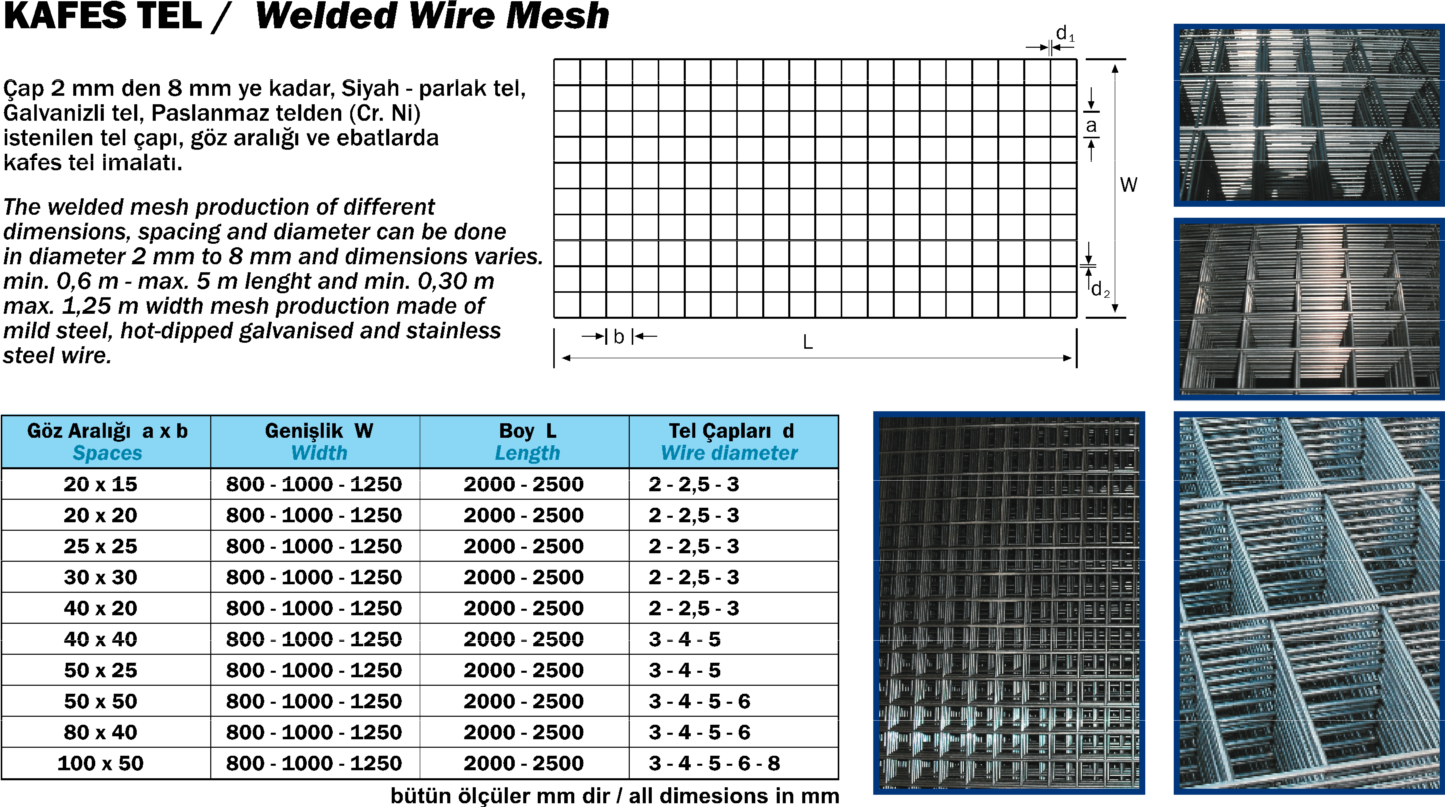 KAFES TEL / Welded Wire Mesh
Çap 2 mm den 8 mm ye kadar, Siyah - parlak tel,
Galvanizli tel, Paslanmaz telden (Cr. Ni)
istenilen tel çapı, göz aralığı ve ebatlarda
kafes tel imalatı.
The welded mesh production of different
dimensions, spacing and diameter can be done
in diameter 2 mm to 8 mm and dimensions varies.
min. 0,6 m - max. 5 m lenght and min. 0,30 m
max. 1,25 m width mesh production made of
mild steel, hot-dipped galvanised and stainless
steel wire.
d1
a
W
d2
b
L
Göz Aralığı a x b Genişlik W Boy L Tel Çapları d
Spaces Width Length Wire diameter
20 x 15 800 - 1000 - 1250 2000 - 2500 2 - 2,5 - 3
20 x 20 800 - 1000 - 1250 2000 - 2500 2 - 2,5 - 3
25 x 25 800 - 1000 - 1250 2000 - 2500 2 - 2,5 - 3
30 x 30 800 - 1000 - 1250 2000 - 2500 2 - 2,5 - 3
40 x 20 800 - 1000 - 1250 2000 - 2500 2 - 2,5 - 3
40 x 40 800 - 1000 - 1250 2000 - 2500 3 - 4 - 5
50 x 25 800 - 1000 - 1250 2000 - 2500 3 - 4 - 5
50 x 50 800 - 1000 - 1250 2000 - 2500 3 - 4 - 5 - 6
80 x 40 800 - 1000 - 1250 2000 - 2500 3 - 4 - 5 - 6
100 x 50 800 - 1000 - 1250 2000 - 2500 3 - 4 - 5 - 6 - 8
bütün ölçüler mm dir / all dimesions in mm